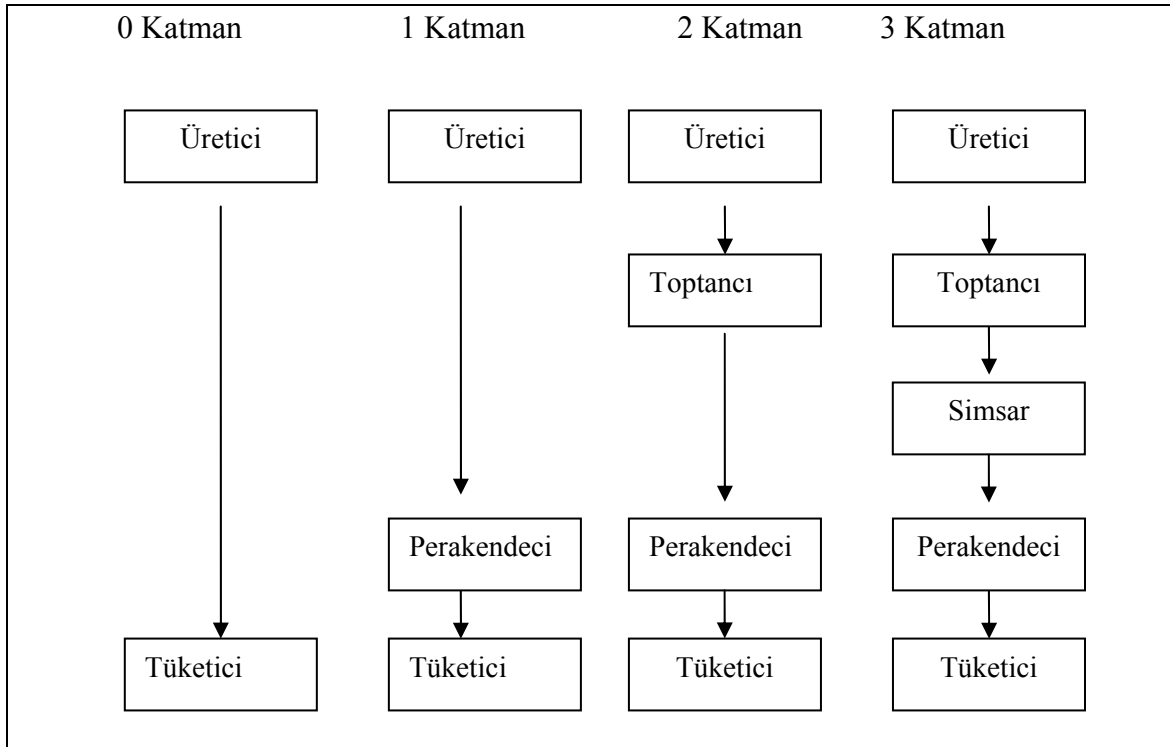 0 Katman 1 Katman 2 Katman 3 Katman
Üretici Üretici Üretici Üretici
Toptancı Toptancı
Simsar
Perakendeci Perakendeci Perakendeci
Tüketici Tüketici Tüketici Tüketici